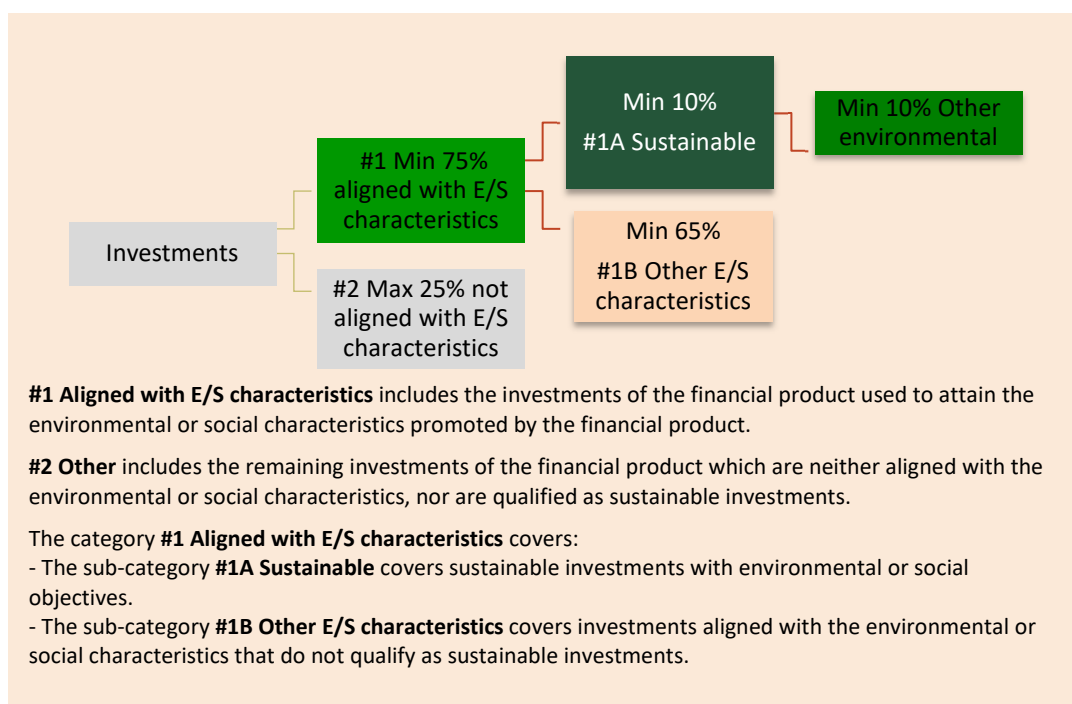 Investments
#1 Min 75%
aligned with E/S
characteristics
#2 Max 25% not
aligned with E/S
characteristics
Min 10%
#1A Sustainable
Min 65%
#1B Other E/S
characteristics
Min 10% Other
environmental
#1 Aligned with E/S characteristics includes the investments of the financial product used to attain the
environmental or social characteristics promoted by the financial product.
#2 Other includes the remaining investments of the financial product which are neither aligned with the
environmental or social characteristics, nor are qualified as sustainable investments.
The category #1 Aligned with E/S characteristics covers:
- The sub-category #1A Sustainable covers sustainable investments with environmental or social
objectives.
- The sub-category #1B Other E/S characteristics covers investments aligned with the environmental or
social characteristics that do not qualify as sustainable investments.